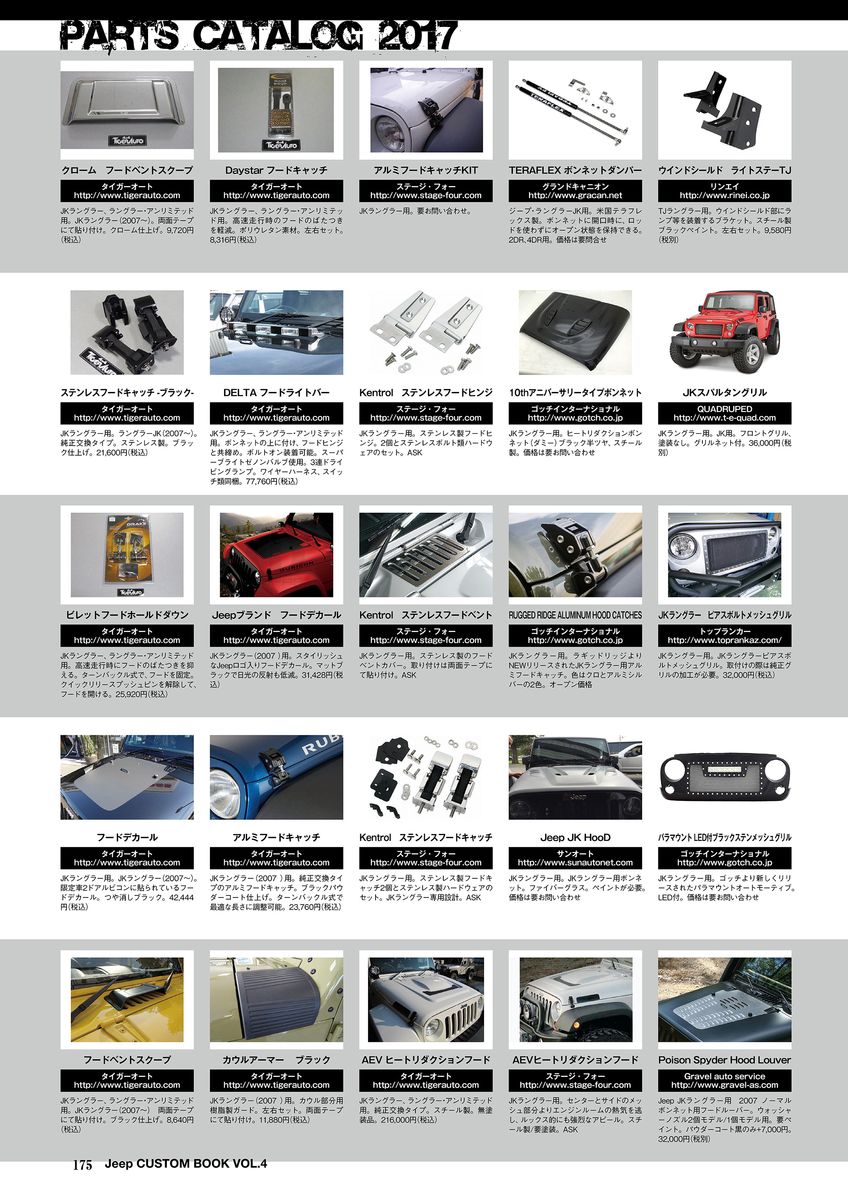 PARTS CATALOG 2017
クローム　フードベントスクープ
タイガーオート
http://www.tigerauto.com
JKラングラー、ラングラー・アンリミテッド
用。JKラングラー(2007〜)。両面テープ
にて貼り付け。クローム仕上げ。9,720円
(税込)
Daystar フードキャッチ
タイガーオート
http://www.tigerauto.com
JKラングラー、ラングラー・アンリミテッ
ド用。高速走行時のフードのばたつき
を軽減。ポリウレタン素材。左右セット。
8,316円(税込)
アルミフードキャッチKIT
ステージ・フォー
http://www.stage-four.com
JKラングラー用。要お問い合わせ。
TERAFLEX ボンネットダンパー
グランドキャニオン
http://www.gracan.net
ジープ・ラングラーJK用。米国テラフレ
ックス製。ボンネットに開口時に、ロッ
ドを使わずにオープン状態を保持できる。
2DR、4DR用。価格は要問合せ
ウインドシールド　ライトステーTJ
リンエイ
http://www.rinei.co.jp
TJラングラー用。ウインドシールド部にラ
ンプ等を装着するブラケット。スチール製
ブラックペイント。左右セット。9,580円
(税別)
ステンレスフードキャッチ -ブラック-
タイガーオート
http://www.tigerauto.com
JKラングラー用。ラングラーJK(2007〜)。
純正交換タイプ。ステンレス製。ブラッ
ク仕上げ。21,600円(税込)
DELTA フードライトバー
タイガーオート
http://www.tigerauto.com
JKラングラー、ラングラー・アンリミテッド
用。ボンネットの上に付け、フードヒンジ
と共締め。ボルトオン装着可能。スーパ
ーブライトゼノンバルブ使用。3連ドライ
ビングランプ。ワイヤーハーネス、スイッ
チ類同梱。77,760円(税込)
Kentrol　ステンレスフードヒンジ
ステージ・フォー
http://www.stage-four.com
JKラングラー用。ステンレス製フードヒ
ンジ。2個とステンレスボルト類ハードウ
ェアのセット。ASK
10thアニバーサリータイプボンネット
ゴッチインターナショナル
http://www.gotch.co.jp
JKラングラー用。ヒートリダクションボン
ネット(ダミー)ブラック半ツヤ、スチール
製。価格は要お問い合わせ
JKスパルタングリル
QUADRUPED
http://www.t-e-quad.com
JKラングラー用。JK用。フロントグリル、
塗装なし。グリルネット付。36,000円(税
別)
ビレットフードホールドダウン
タイガーオート
http://www.tigerauto.com
JKラングラー、ラングラー・アンリミテッド
用。高速走行時にフードのばたつきを抑
える。ターンバックル式で、フードを固定。
クイックリリースプッシュピンを解除して、
フードを開ける。25,920円(税込)
Jeepブランド　フードデカール
タイガーオート
http://www.tigerauto.com
JKラングラー(2007 )用。スタイリッシュ
なJeepロゴ入りフードデカール。マットブ
ラックで日光の反射も低減。31,428円(税
込)
Kentrol　ステンレスフードベント
ステージ・フォー
http://www.stage-four.com
JKラングラー用。ステンレス製のフード
ベントカバー。取り付けは両面テープに
て貼り付け。ASK
RUGGED RIDGE ALUMINUM HOOD CATCHES
ゴッチインターナショナル
http://www.gotch.co.jp
JKラングラー用。ラギッドリッジより
NEWリリースされたJKラングラー用アル
ミフードキャッチ。色はクロとアルミシル
バーの2色。オープン価格
JKラングラー　ピアスボルトメッシュグリル
トップランカー
http://www.toprankaz.com/
JKラングラー用。JKラングラーピアスボ
ルトメッシュグリル。取付けの際は純正グ
リルの加工が必要。32,000円(税込)
フードデカール
タイガーオート
http://www.tigerauto.com
JKラングラー用。JKラングラー(2007〜)。
限定車2ドアルビコンに貼られているフー
ドデカール。つや消しブラック。42,444
円(税込)
アルミフードキャッチ
タイガーオート
http://www.tigerauto.com
JKラングラー(2007 )用。純正交換タイ
プのアルミフードキャッチ。ブラックパウ
ダーコート仕上げ。ターンバックル式で
最適な長さに調整可能。23,760円(税込)
Kentrol　ステンレスフードキャッチ
ステージ・フォー
http://www.stage-four.com
JKラングラー用。ステンレス製フードキ
ャッチ2個とステンレス製ハードウェアの
セット。JKラングラー専用設計。ASK
Jeep JK HooD
サンオート
http://www.sunautonet.com
JKラングラー用。JKラングラー用ボンネ
ット。ファイバーグラス。ペイントが必要。
価格は要お問い合わせ
パラマウント LED付ブラックステンメッシュグリル
ゴッチインターナショナル
http://www.gotch.co.jp
JKラングラー用。ゴッチより新しくリリ
ースされたパラマウントオートモーティブ。
LED付。価格は要お問い合わせ
フードベントスクープ
タイガーオート
http://www.tigerauto.com
JKラングラー、ラングラー・アンリミテッド
用。JKラングラー(2007〜)　両面テープ
にて貼り付け。ブラック仕上げ。8,640円
(税込)
カウルアーマー　ブラック
タイガーオート
http://www.tigerauto.com
JKラングラー(2007 )用。カウル部分用
樹脂製ガード。左右セット。両面テープ
にて貼り付け。11,880円(税込)
AEV ヒートリダクションフード
タイガーオート
http://www.tigerauto.com
JKラングラー、ラングラー・アンリミテッド
用。純正交換タイプ。スチール製。無塗
装品。216,000円(税込)
AEVヒートリダクションフード
ステージ・フォー
http://www.stage-four.com
JKラングラー用。センターとサイドのメッ
シュ部分よりエンジンルームの熱気を逃
し、ルックス的にも強烈なアピール。スチ
ール製/要塗装。ASK
Poison Spyder Hood Louver
Gravel auto service
http://www.gravel-as.com
Jeep JKラングラー用　2007 ノーマル
ボンネット用フードルーバー。ウォッシャ
ーノズル2個モデル/1個モデル用。要ペ
イント。パウダーコート黒のみ+7,000円。
32,000円(税別)
175 Jeep CUSTOM BOOK VOL.4